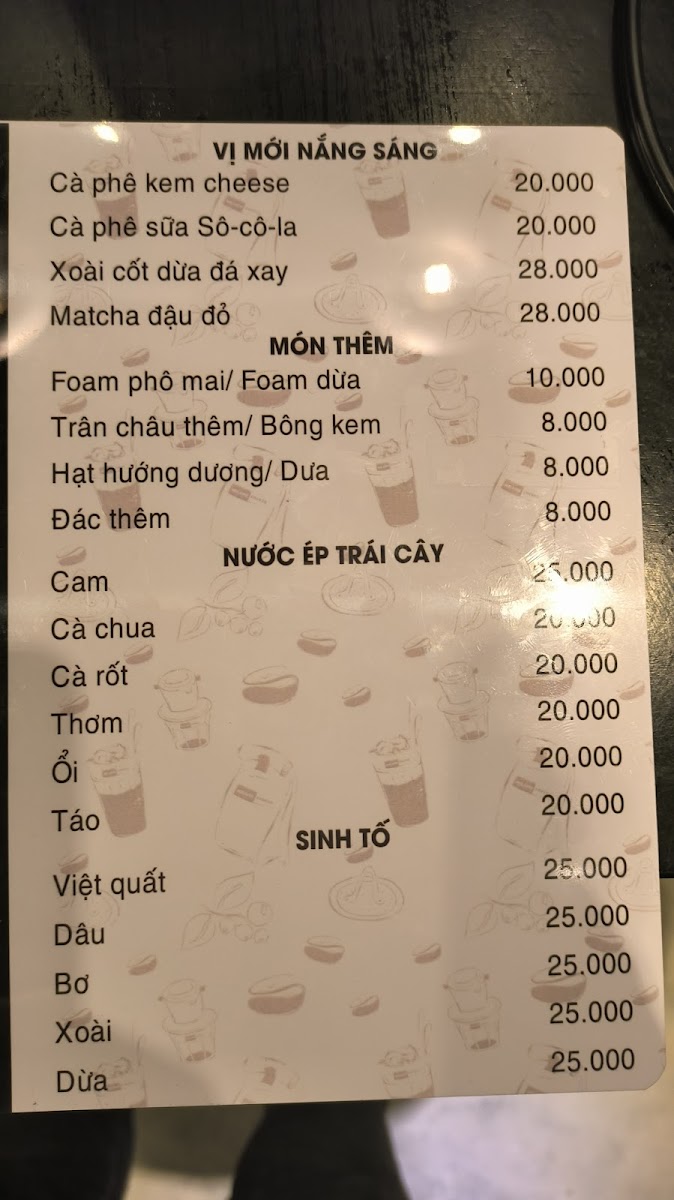 VỊ MỚI NẮNG SÁNG
Cà phê kem cheese 20.000
Cà phê sữa Sô-cô-la 20.000
Xoài cốt dừa đá xay 28.000
Matcha đậu đỏ 28.000
MÓN THÊM
Foam phô mai/ Foam dừa 10.000
Trân châu thêm/ Bông kem 8.000
Hạt hướng dương/ Dưa 8.000
Đác thêm 8.000
NƯỚC ÉP TRÁI CÂY
Cam 25.000
Cà chua 20.000
Cà rốt 20.000
Thơm 20.000
Ổi 20.000
Táo 20.000
SINH TỐ
Việt quất 25.000
Dâu 25.000
Bơ 25.000
Xoài 25.000
Dừa 25.000